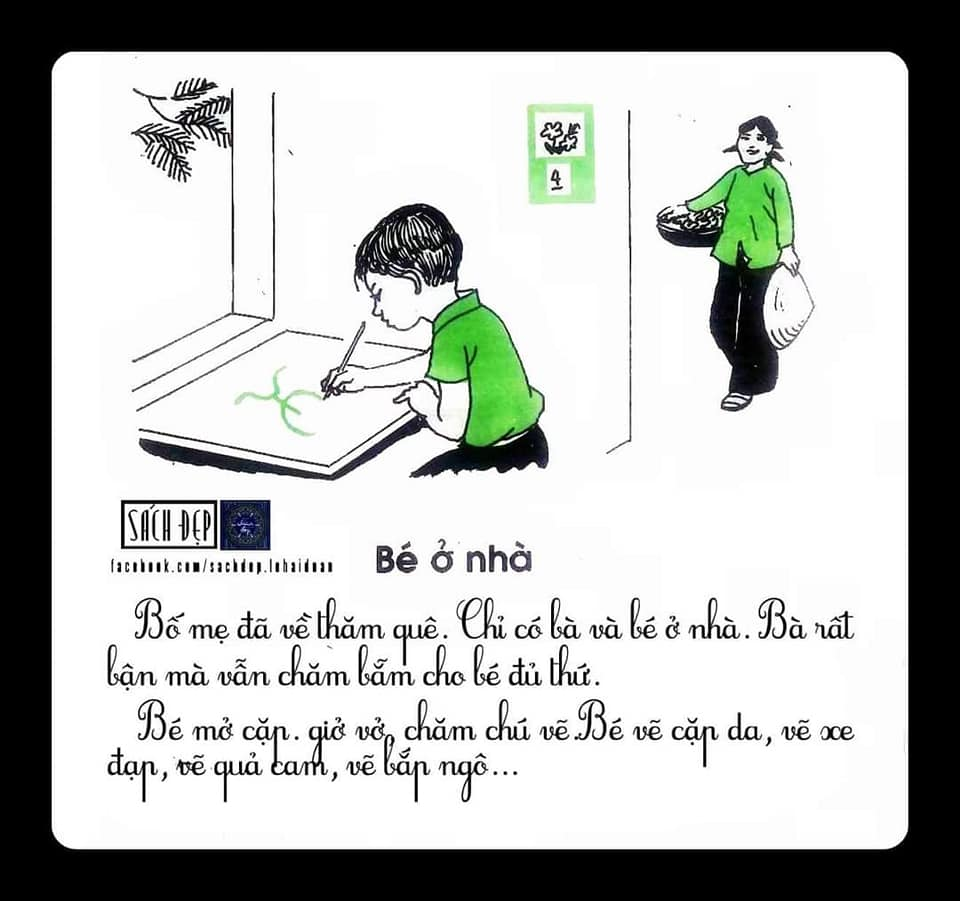 4
SÁCH ĐẸP
facebook.com/sachdep.lehaidoan
Bé ở nhà
Bố mẹ đã về thăm quê. Chỉ có bà và bé ở nhà. Bà rất
bận mà vẫn chăm bẵm cho bé đủ thứ.
Bé mở cặp. giở vở, chăm chú vẽ.Bé vẽ cặp da, vẽ xe
đạp, vẽ quả cam, vẽ bắp ngô...